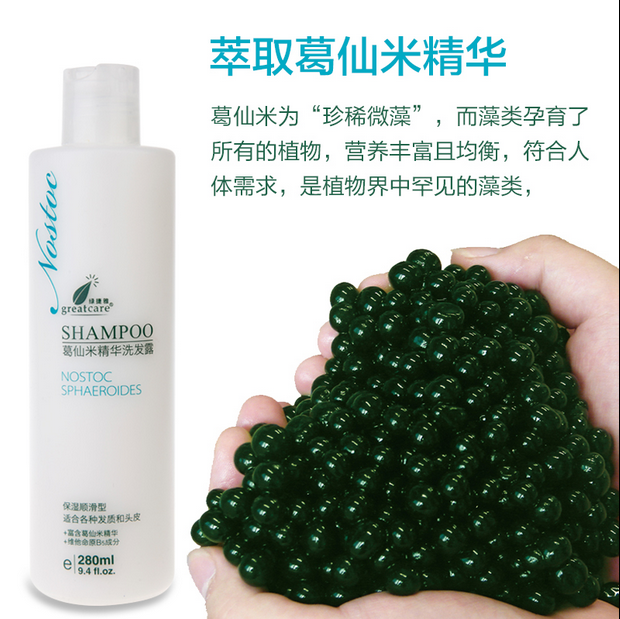 萃取葛仙米精华
葛仙米为“珍稀微藻”，而藻类孕育了
所有的植物，营养丰富且均衡，符合人
体需求，是植物界中罕见的藻类，
Nostoc
绿德雅
greatcare®
SHAMPOO
葛仙米精华洗发露
NOSTOC
SPHAEROIDES
保湿顺滑型
适合各种发质和头皮
+富含葛仙米精华
+维他命原B5成分
e 280ml
9.4 fl.oz.